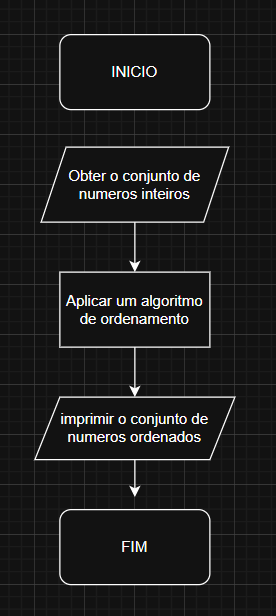 INICIO
Obter o conjunto de
numeros inteiros
Aplicar um algoritmo
de ordenamento
imprimir o conjunto de
numeros ordenados
FIM